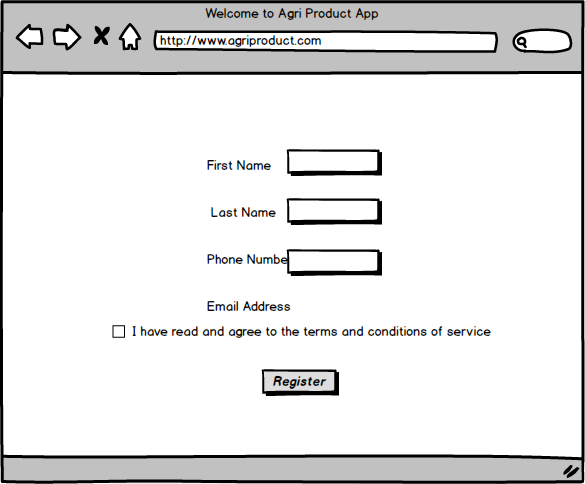 Welcome to Agri Product App
http://www.agriproduct.com
First Name
Last Name
Phone Numbe
Email Address
I have read and agree to the terms and conditions of service
Register